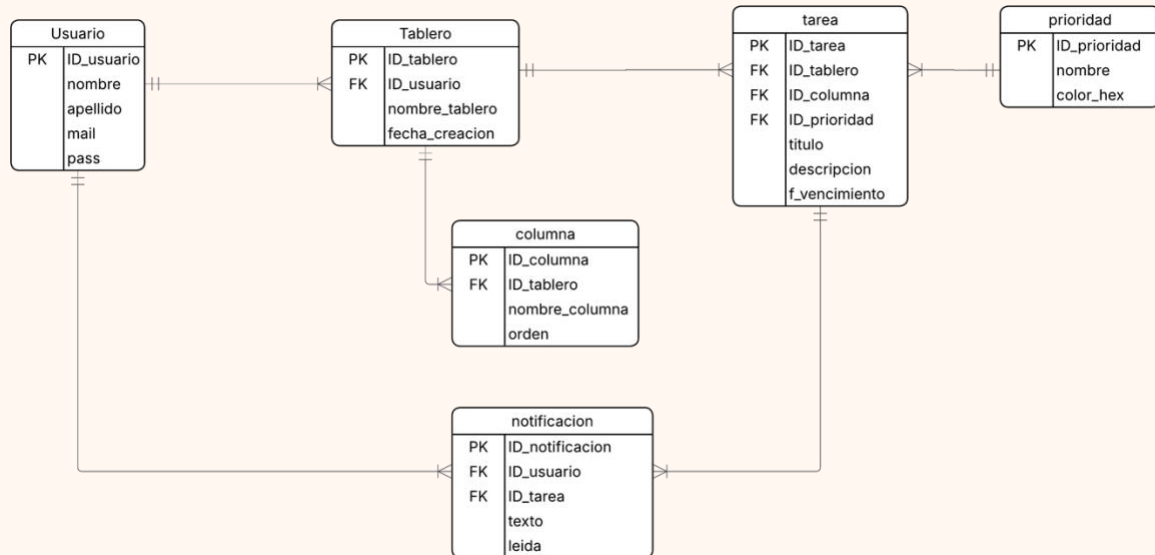 Usuario
PK ID_usuario
nombre
apellido
mail
pass
Tablero
PK ID_tablero
FK ID_usuario
nombre_tablero
fecha_creacion
tarea
PK ID_tarea
FK ID_tablero
FK ID_columna
FK ID_prioridad
titulo
descripcion
f_vencimiento
prioridad
PK ID_prioridad
nombre
color_hex
columna
PK ID_columna
FK ID_tablero
nombre_columna
orden
notificacion
PK ID_notificacion
FK ID_usuario
FK ID_tarea
texto
leida